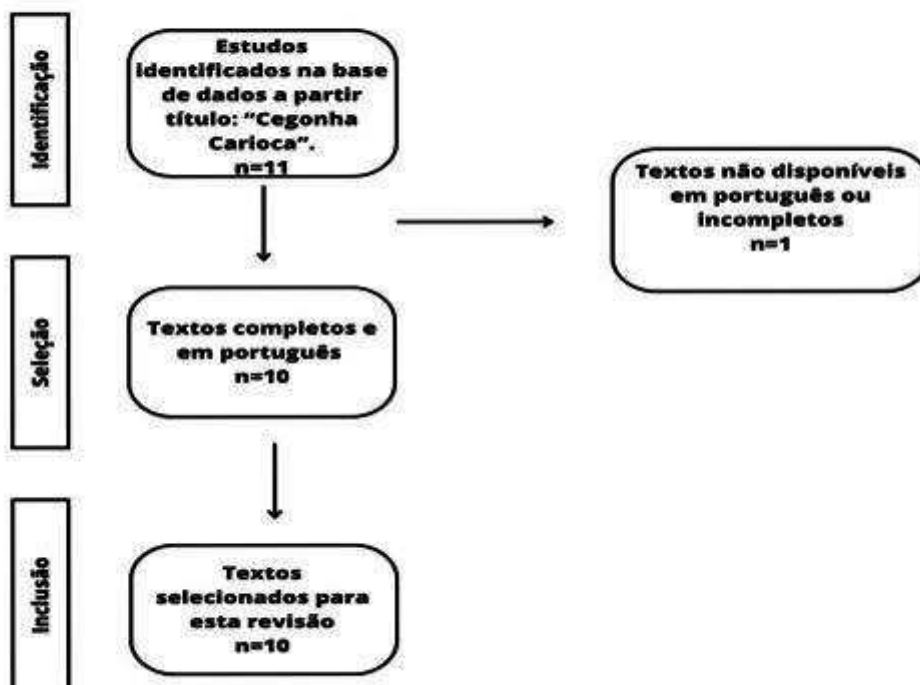 Identificação
Estudos
identificados na base
de dados a partir
título: “Cegonha
Carioca”.
n=11
Textos não disponíveis
em português ou
incompletos
n=1
Seleção
Textos completos e
em português
n=10
Inclusão
Textos
selecionados para
esta revisão
n=10